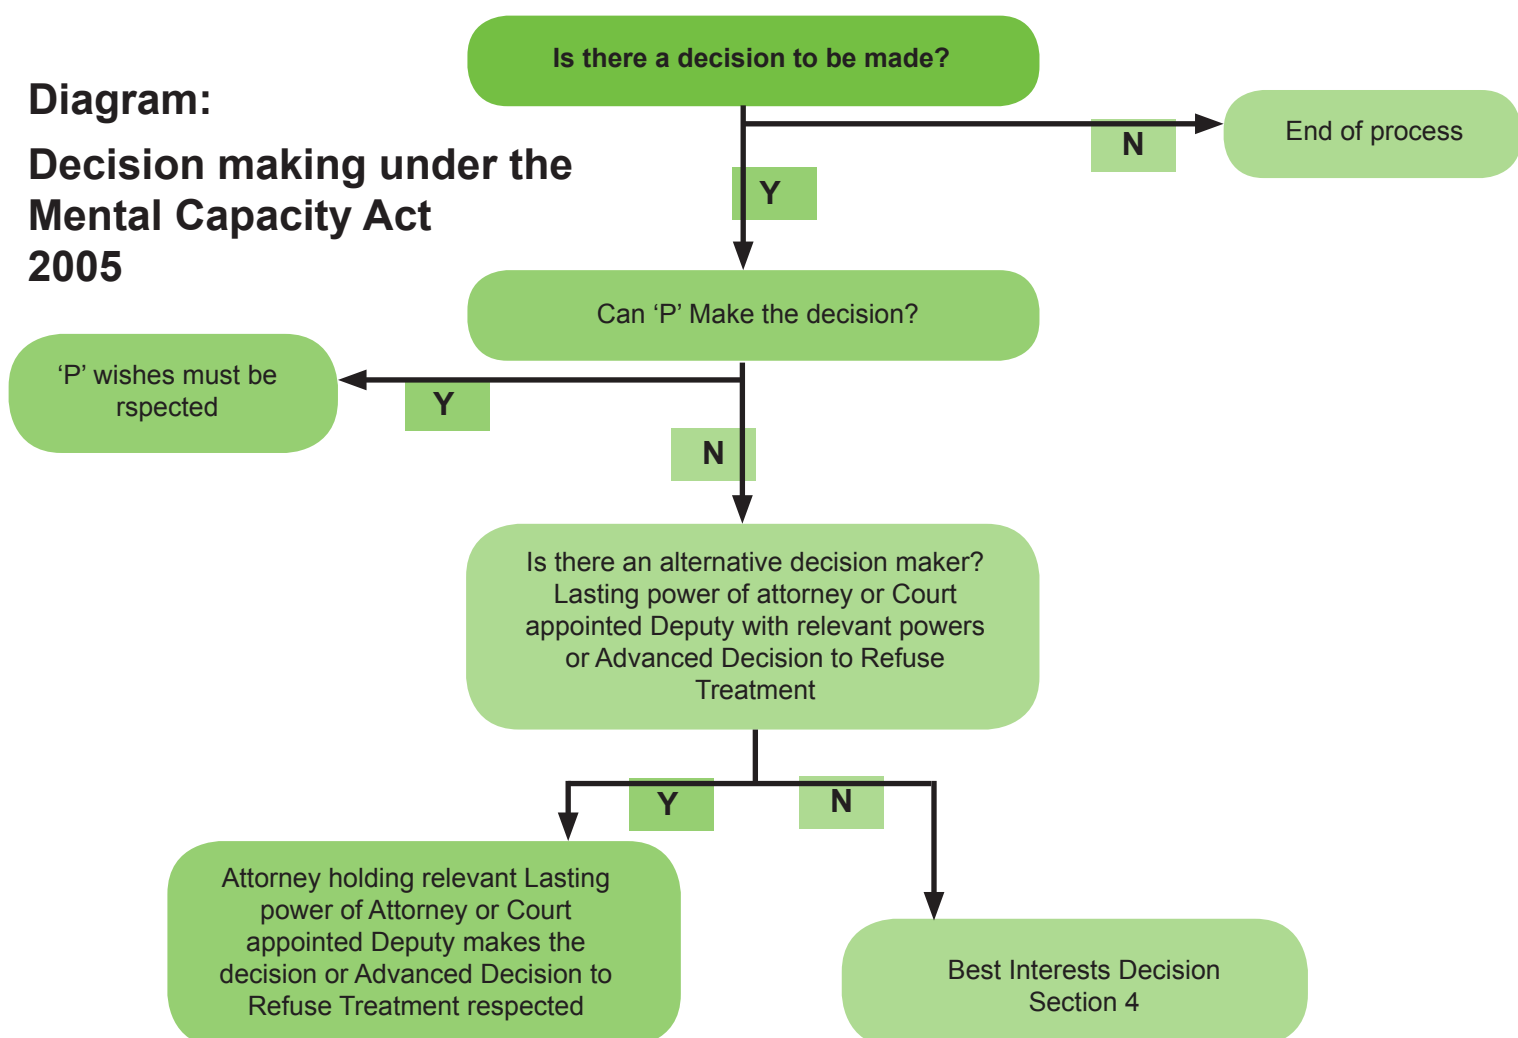 Is there a decision to be made?
Diagram:
Decision making under the
Mental Capacity Act
2005
N
End of process
Y
Can ‘P’ Make the decision?
‘P’ wishes must be
rspected
Y
N
Is there an alternative decision maker?
Lasting power of attorney or Court
appointed Deputy with relevant powers
or Advanced Decision to Refuse
Treatment
Y
N
Attorney holding relevant Lasting
power of Attorney or Court
appointed Deputy makes the
decision or Advanced Decision to
Refuse Treatment respected
Best Interests Decision
Section 4